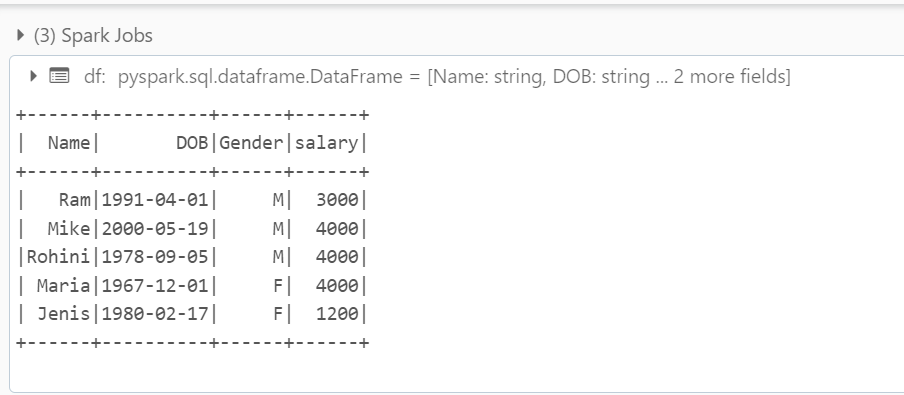 (3) Spark Jobs
df: pyspark.sql.dataframe.DataFrame = [Name: string, DOB: string ... 2 more fields]
+------+----------+------+------+
|  Name|       DOB|Gender|salary|
+------+----------+------+------+
|   Ram|1991-04-01|     M|  3000|
|  Mike|2000-05-19|     M|  4000|
|Rohini|1978-09-05|     M|  4000|
| Maria|1967-12-01|     F|  4000|
| Jenis|1980-02-17|     F|  1200|
+------+----------+------+------+